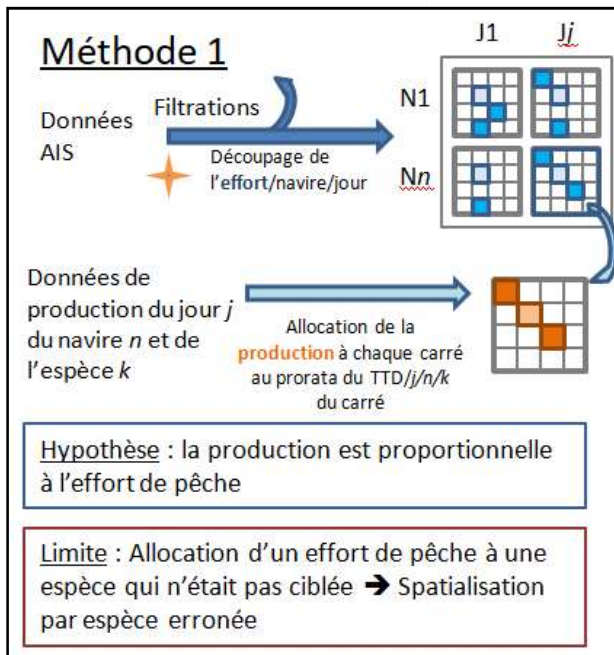 Méthode 1
J1
Jj
N1
Nn
Données
AIS
Filtrations
Découpage de
l'effort/navire/jour
Données de
production du jour j
du navire n et de
l'espèce k
Allocation de la
production à chaque carré
au prorata du TTD/j/n/k
du carré
Hypothèse : la production est proportionnelle
à l'effort de pêche
Limite : Allocation d'un effort de pêche à une
espèce qui n'était pas ciblée ➔ Spatialisation
par espèce erronée